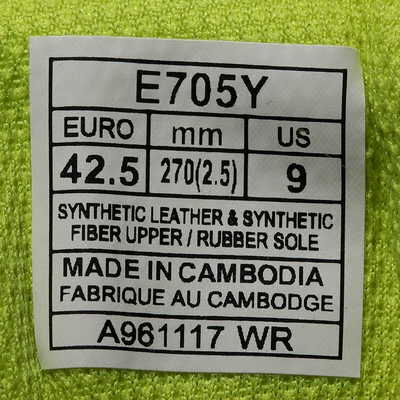 E705Y
EURO mm US
42.5 270(2.5) 9
SYNTHETIC LEATHER & SYNTHETIC
FIBER UPPER / RUBBER SOLE
MADE IN CAMBODIA
FABRIQUE AU CAMBODGE
A961117 WR